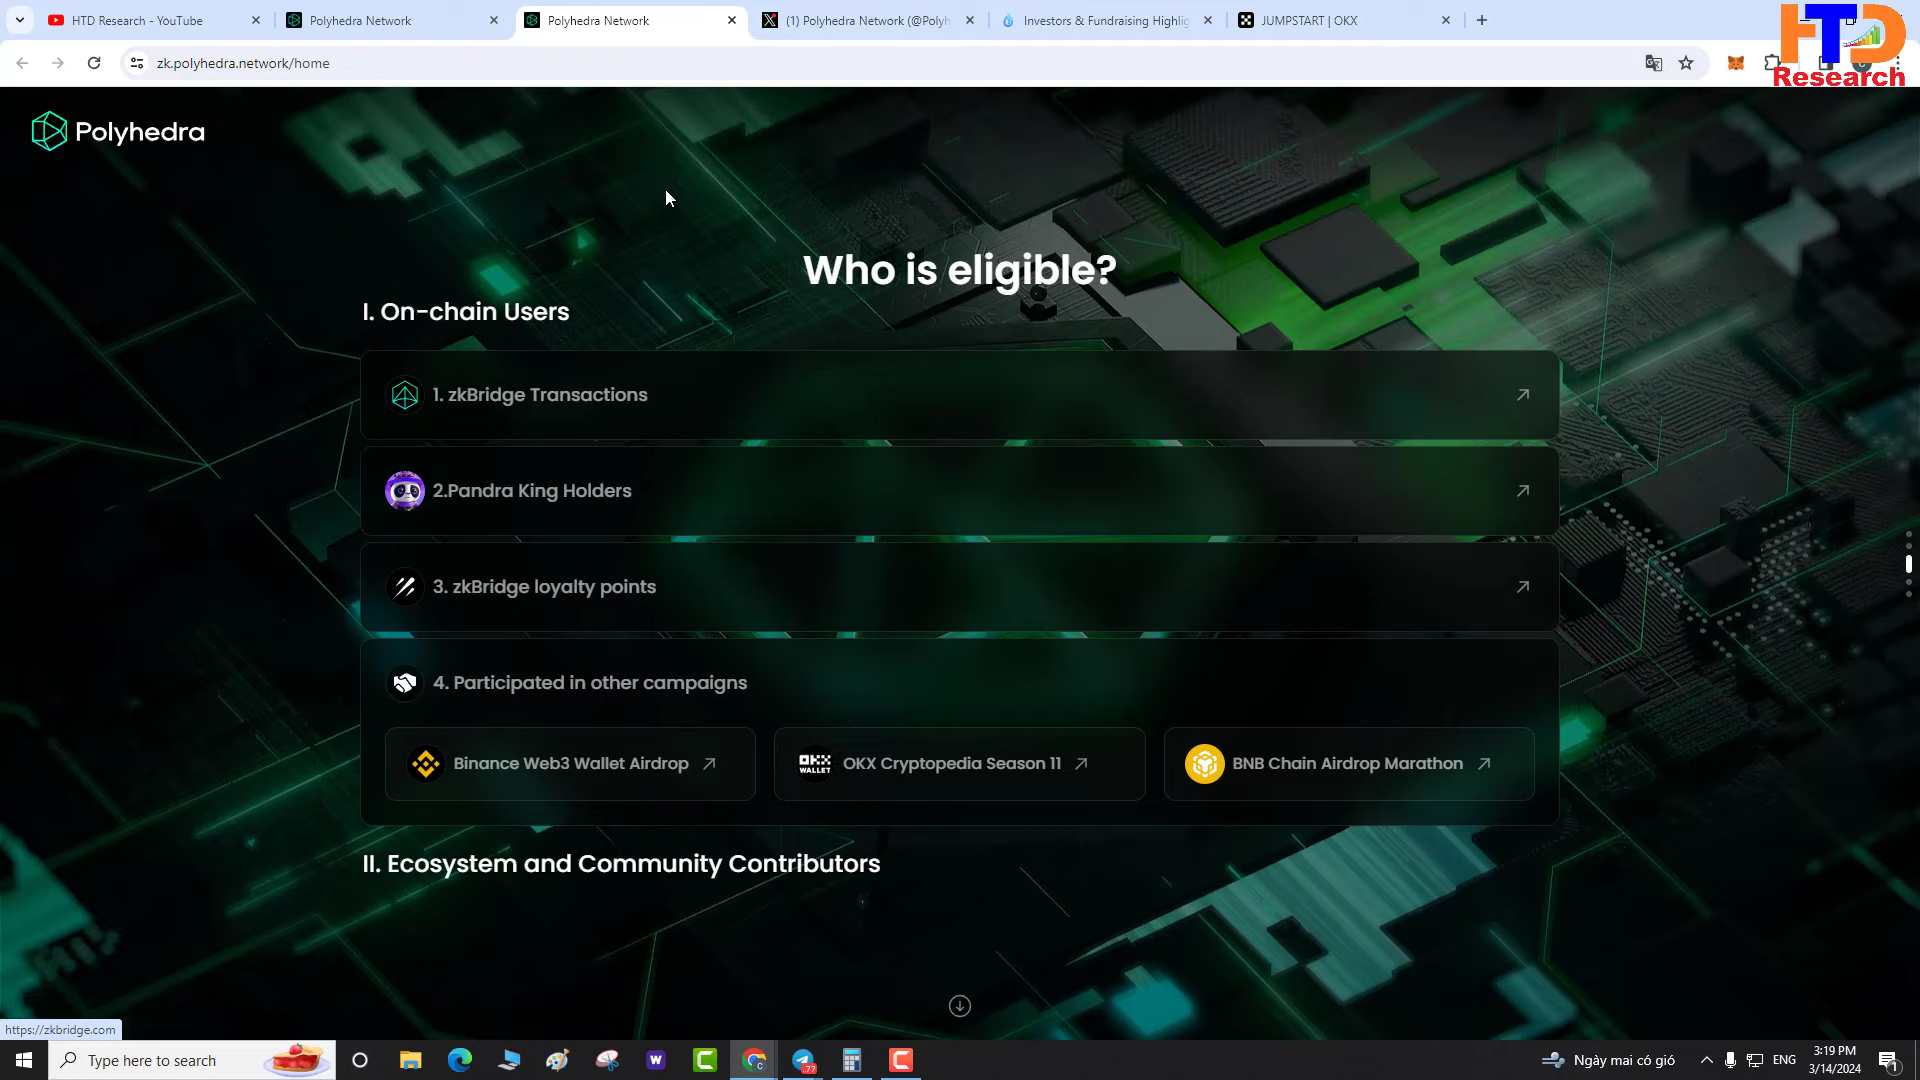 HTD Research - YouTube
Polyhedra Network
Polyhedra Network
(1) Polyhedra Network (@Polyh
Investors & Fundraising Highlig
JUMPSTART | OKX
HTD
Research
zk.polyhedra.network/home
Polyhedra
Who is eligible?
I. On-chain Users
1. zkBridge Transactions
2.Pandra King Holders
3. zkBridge loyalty points
4. Participated in other campaigns
Binance Web3 Wallet Airdrop
OKX WALLET
OKX Cryptopedia Season 11
BNB Chain Airdrop Marathon
II. Ecosystem and Community Contributors
https://zkbridge.com
Type here to search
77
Ngày mai có gió
ENG
3:19 PM
3/14/2024
1